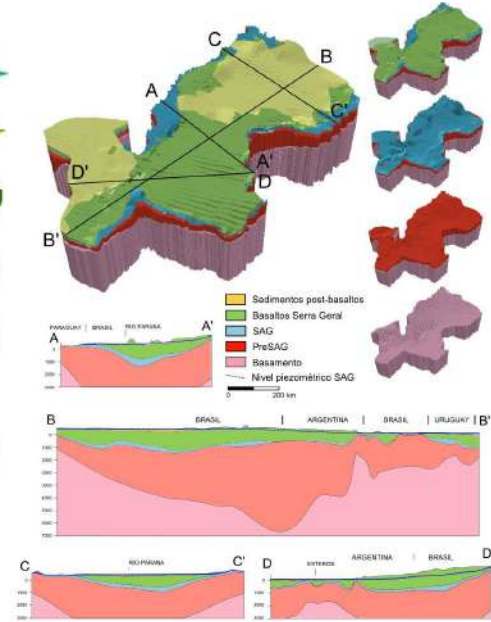 C
B
A
C'
A'
D'
D
B'
Sedimentos post-basaltos
Basaltos Serra Geral
SAG
PreSAG
Basamento
Nivel piezométrico SAG
0 200 km
PARAGUAY BRASIL RIO PARANA
A A'
B BRASIL ARGENTINA BRASIL URUGUAY B'
C RIO PARANA C'
D ESTEROS ARGENTINA BRASIL D